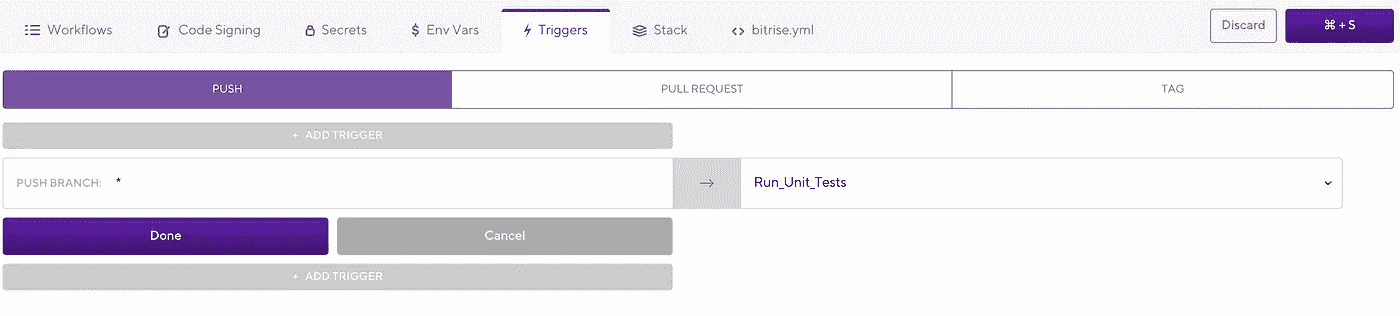 Workflows Code Signing Secrets $ Env Vars Triggers Stack <> bitrise.yml Discard ⌘ + S
PUSH PULL REQUEST TAG
+ ADD TRIGGER
PUSH BRANCH: * → Run_Unit_Tests
Done Cancel
+ ADD TRIGGER